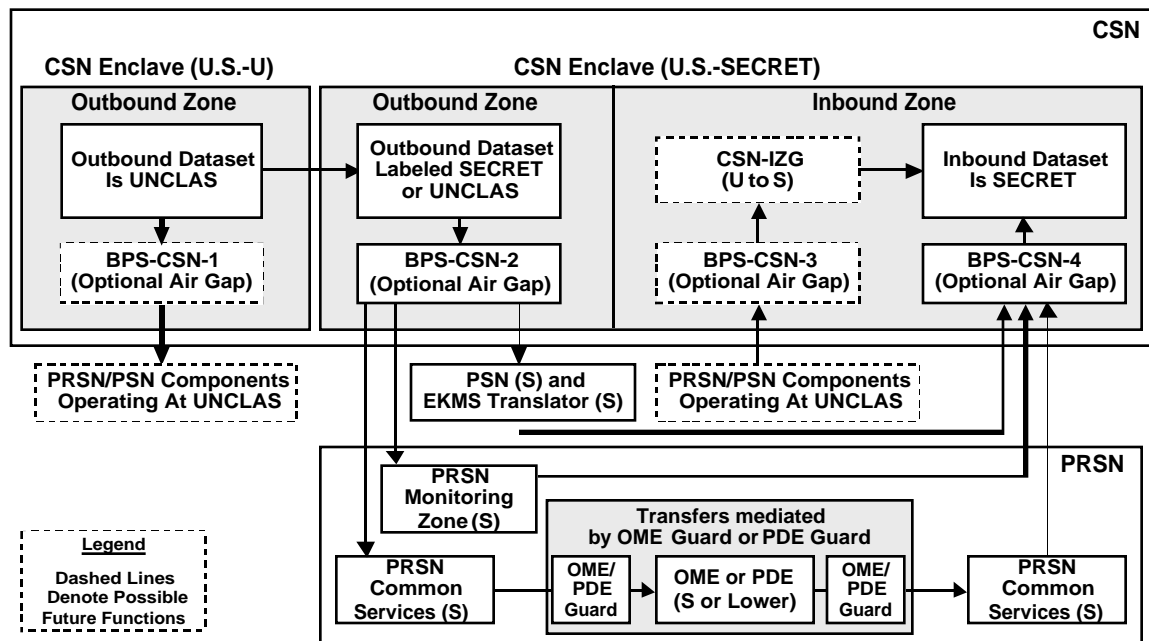 CSN
CSN Enclave (U.S.-U)
CSN Enclave (U.S.-SECRET)
Outbound Zone
Outbound Zone
Inbound Zone
Outbound Dataset
Is UNCLAS
Outbound Dataset
Labeled SECRET
or UNCLAS
CSN-IZG
(U to S)
Inbound Dataset
Is SECRET
BPS-CSN-1
(Optional Air Gap)
BPS-CSN-2
(Optional Air Gap)
BPS-CSN-3
(Optional Air Gap)
BPS-CSN-4
(Optional Air Gap)
PRSN/PSN Components
Operating At UNCLAS
PSN (S) and
EKMS Translator (S)
PRSN/PSN Components
Operating At UNCLAS
PRSN
PRSN
Monitoring
Zone (S)
Transfers mediated
by OME Guard or PDE Guard
PRSN
Common
Services (S)
OME/
PDE
Guard
OME or PDE
(S or Lower)
OME/
PDE
Guard
PRSN
Common
Services (S)
Legend
Dashed Lines
Denote Possible
Future Functions